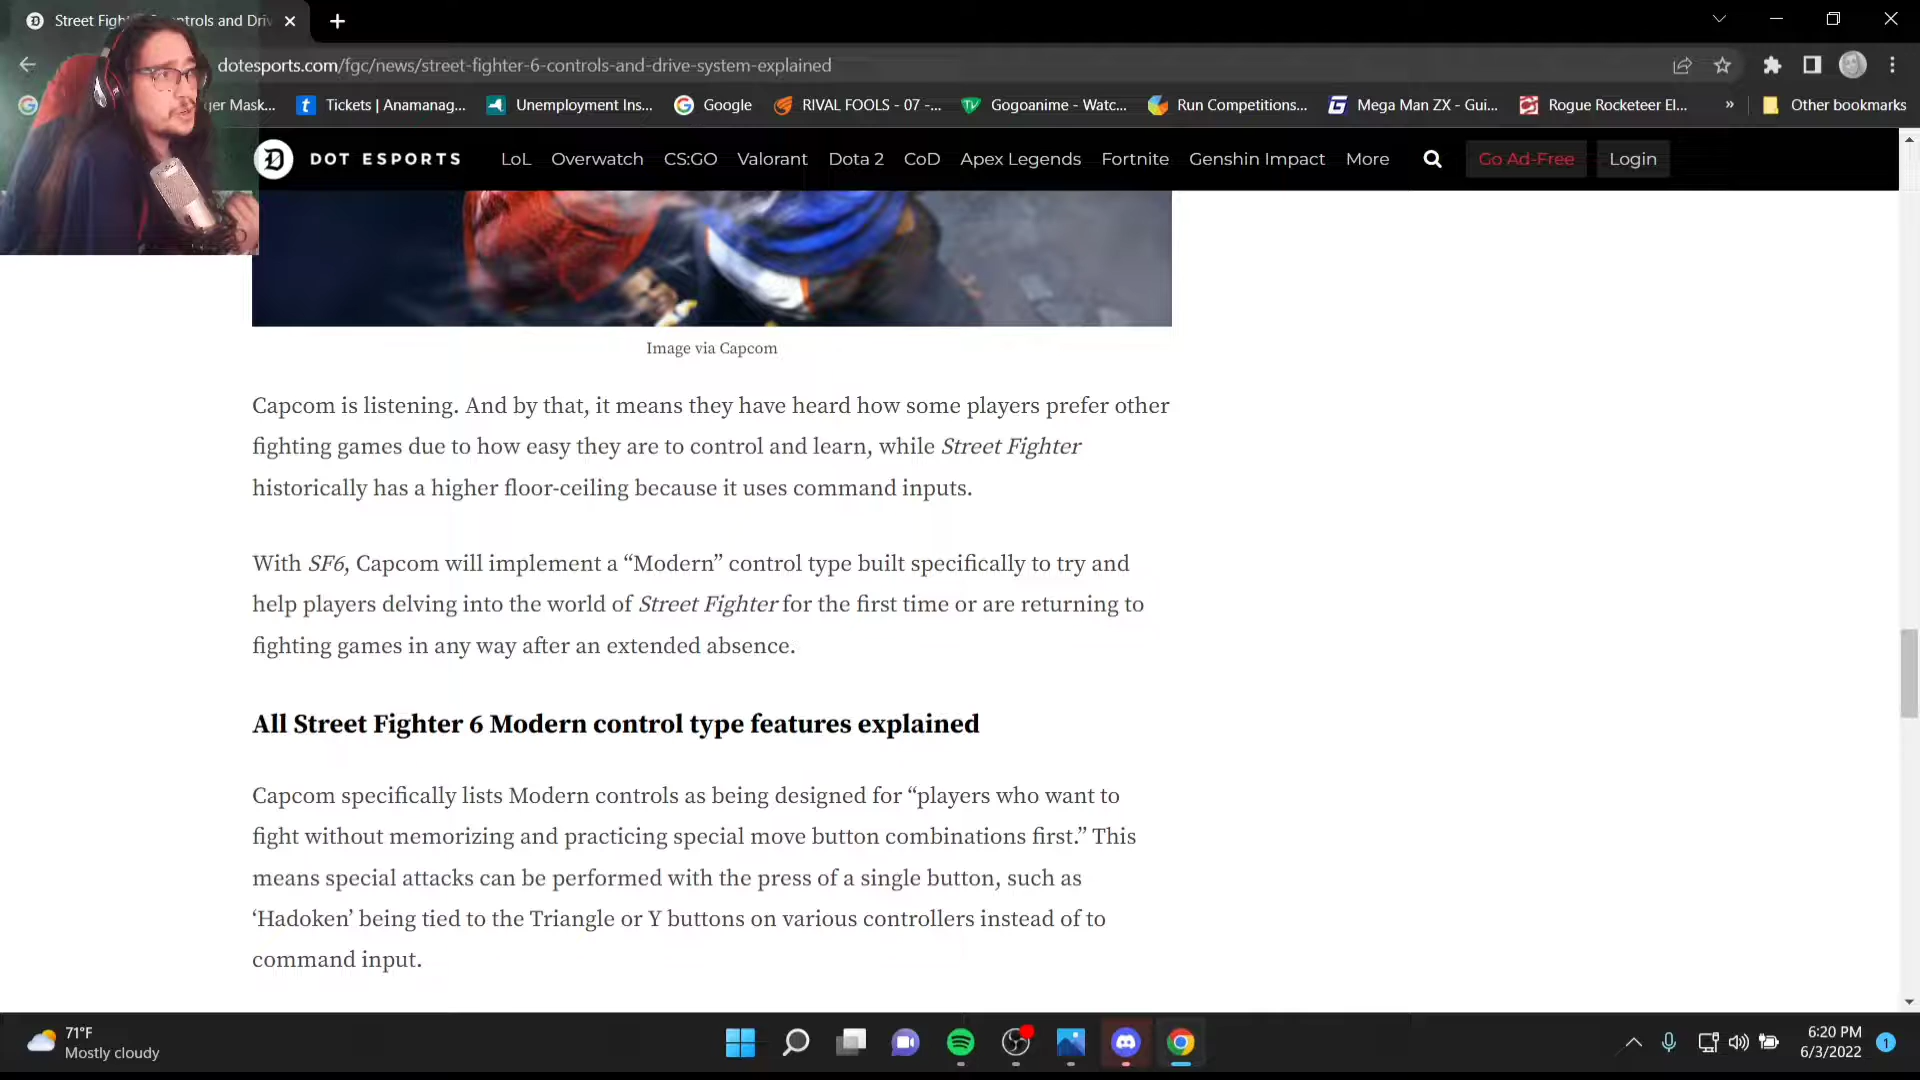 Street Figh ntrols and Driv
dotesports.com/fgc/news/street-fighter-6-controls-and-drive-system-explained
ger Mask... Tickets | Anamanag... Unemployment Ins... Google RIVAL FOOLS - 07 -... Gogoanime - Watc... Run Competitions... Mega Man ZX - Gui... Rogue Rocketeer El... » Other bookmarks
DOT ESPORTS LoL Overwatch CS:GO Valorant Dota 2 CoD Apex Legends Fortnite Genshin Impact More Go Ad-Free Login
Image via Capcom
Capcom is listening. And by that, it means they have heard how some players prefer other
fighting games due to how easy they are to control and learn, while Street Fighter
historically has a higher floor-ceiling because it uses command inputs.
With SF6, Capcom will implement a “Modern” control type built specifically to try and
help players delving into the world of Street Fighter for the first time or are returning to
fighting games in any way after an extended absence.
All Street Fighter 6 Modern control type features explained
Capcom specifically lists Modern controls as being designed for “players who want to
fight without memorizing and practicing special move button combinations first.” This
means special attacks can be performed with the press of a single button, such as
‘Hadoken’ being tied to the Triangle or Y buttons on various controllers instead of to
command input.
71°F
Mostly cloudy
6:20 PM
6/3/2022
1